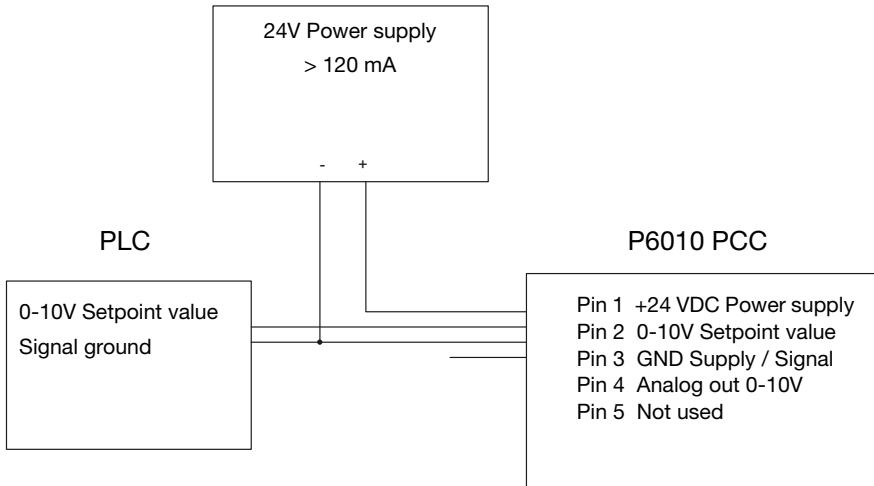 24V Power supply
> 120 mA
- +
PLC
P6010 PCC
0-10V Setpoint value
Signal ground
Pin 1 +24 VDC Power supply
Pin 2 0-10V Setpoint value
Pin 3 GND Supply / Signal
Pin 4 Analog out 0-10V
Pin 5 Not used